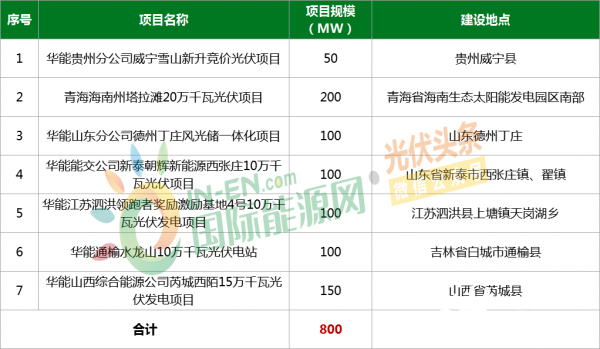 序号 项目名称 项目规模 建设地点
（MW）
1 华能贵州分公司威宁雪山新升竞价光伏项目 50 贵州威宁县
2 青海海南州塔拉滩20万千瓦光伏项目 200 青海省海南生态太阳能发电园区南部
3 华能山东分公司德州丁庄风光储一体化项目 100 山东德州丁庄
4 华能能交公司新泰朝辉新能源西张庄10万千
瓦光伏项目 100 山东省新泰市西张庄镇、翟镇
5 华能江苏泗洪领跑者奖励激励基地4号10万千
瓦光伏发电项目 100 江苏泗洪县上塘镇天岗湖乡
6 华能通榆水龙山10万千瓦光伏电站 100 吉林省白城市通榆县
7 华能山西综合能源公司芮城西陌15万千瓦光
伏发电项目 150 山西省芮城县
合计 800
IN-EN.com
国际能源网
光伏头条
微信公众号